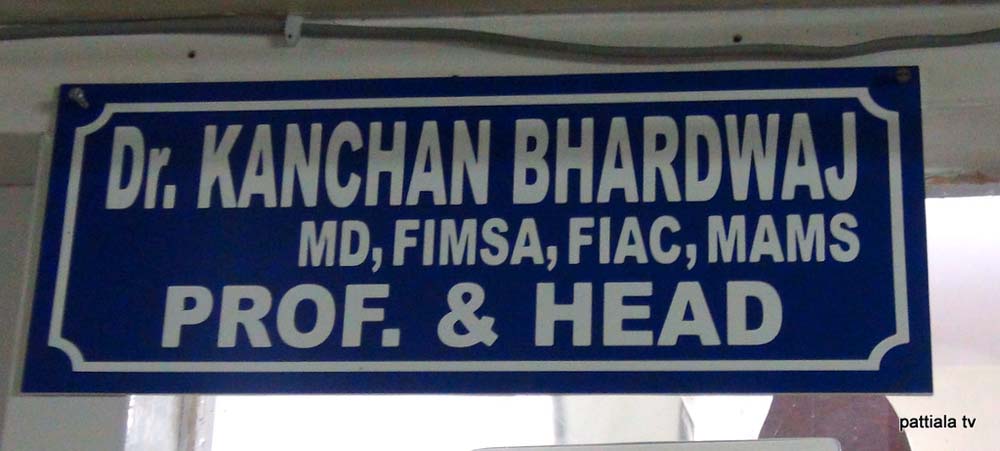 Dr. KANCHAN BHARDWAJ
MD, FIMSA, FIAC, MAMS
PROF. & HEAD
pattiala tv